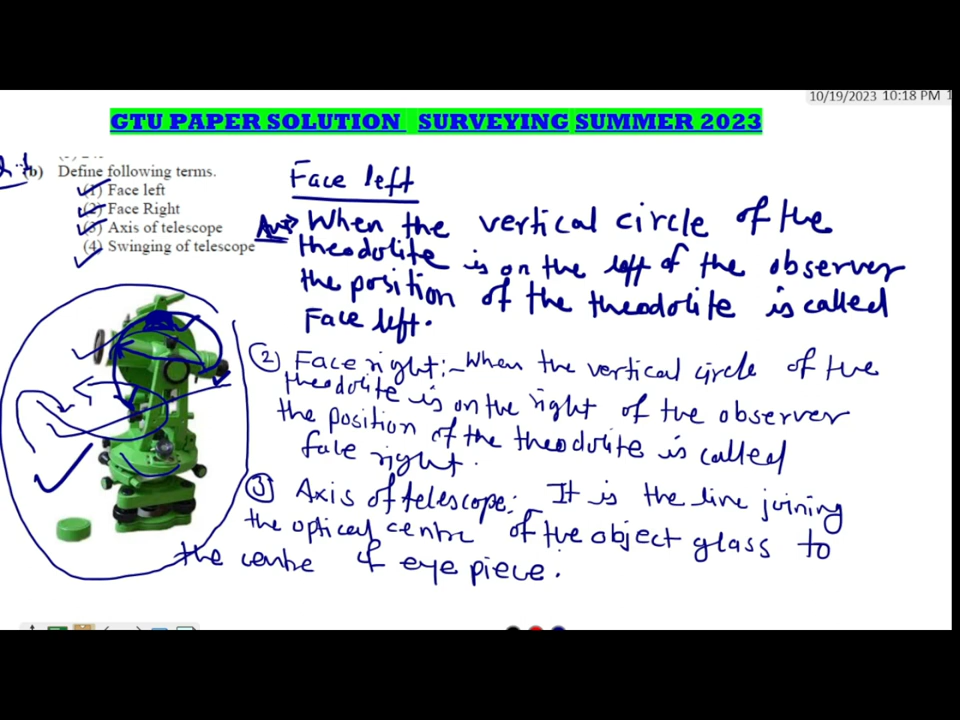 10/19/2023 10:18 PM
GTU PAPER SOLUTION SURVEYING SUMMER 2023
(b) Define following terms.
(1) Face left
(2) Face Right
(3) Axis of telescope
(4) Swinging of telescope
Face left
Ans⇒ When the vertical circle of the
theodolite is on the left of the observer
the position of the theodolite is called
Face left.
(2) Face right:- When the vertical circle of the
theodolite is on the right of the observer
the position of the theodolite is called
face right.
(3) Axis of telescope: It is the line joining
the optical centre of the object glass to
the centre of eye piece.